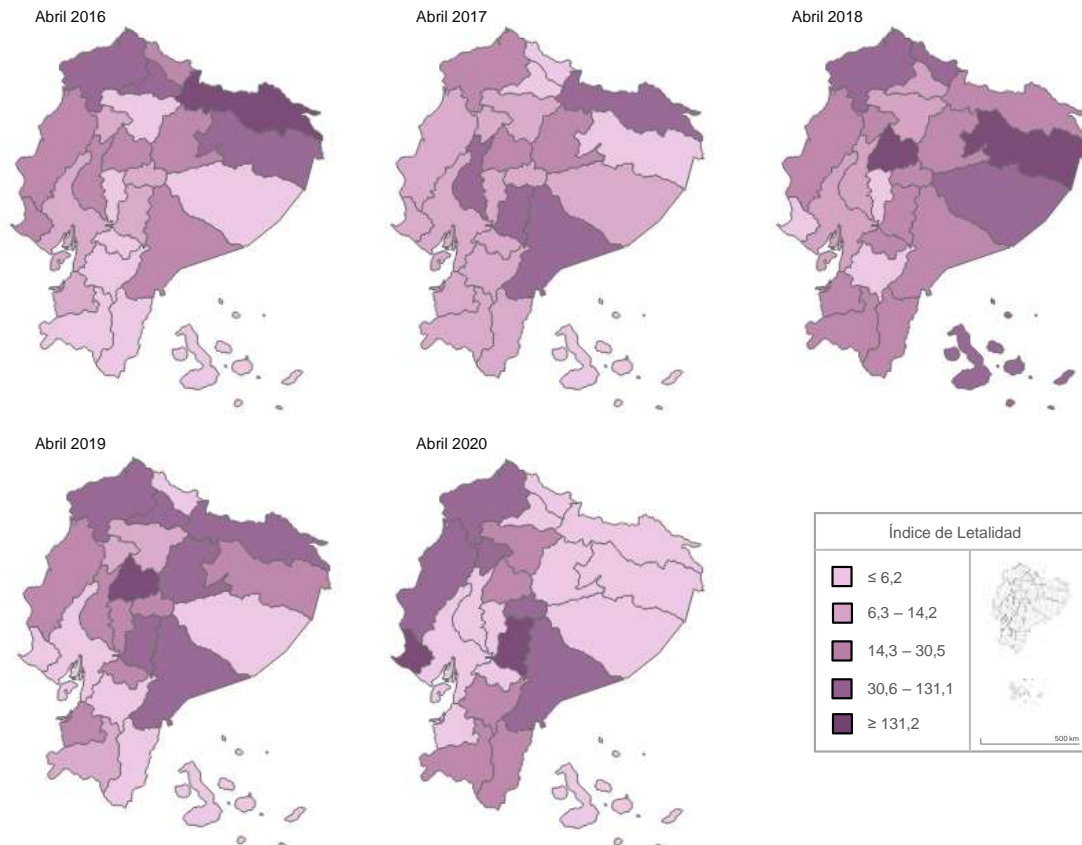 Abril 2016
Abril 2017
Abril 2018
Abril 2019
Abril 2020
Índice de Letalidad
≤ 6,2
6,3 – 14,2
14,3 – 30,5
30,6 – 131,1
≥ 131,2
500 km